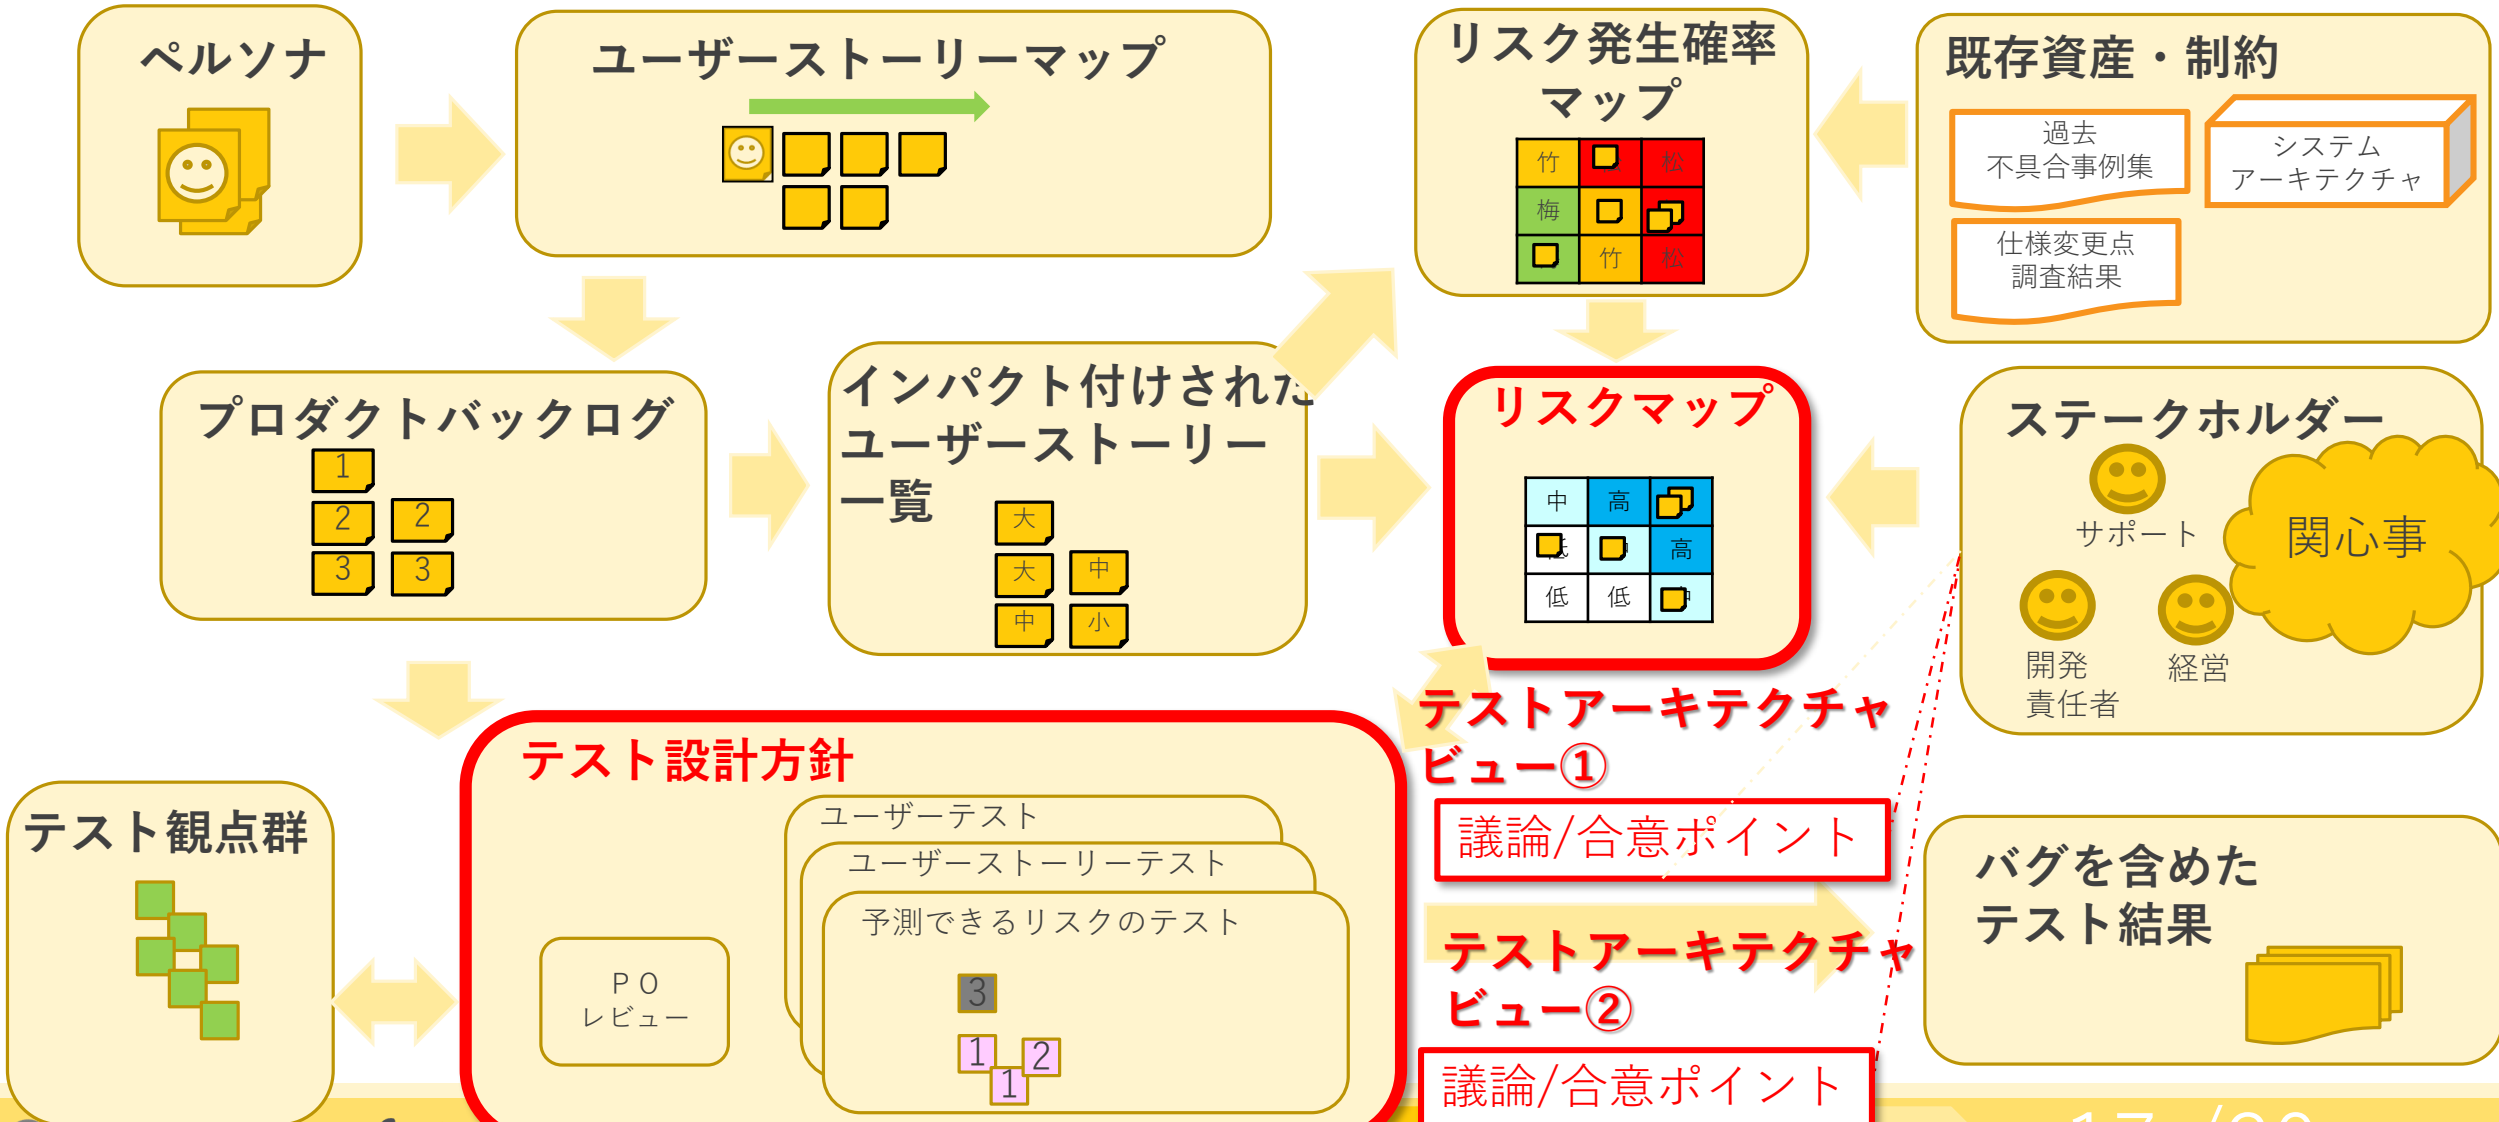 ペルソナ
ユーザーストーリーマップ
リスク発生確率
マップ
竹
松
梅
竹
松
既存資産・制約
過去
不具合事例集
システム
アーキテクチャ
仕様変更点
調査結果
プロダクトバックログ
1
2
2
3
3
インパクト付けされた
ユーザーストーリー
一覧
大
大
中
中
小
リスクマップ
中
高
低
高
低
低
中
ステークホルダー
サポート
関心事
開発
責任者
経営
テストアーキテクチャ
ビュー①
議論/合意ポイント
テスト設計方針
ユーザーテスト
ユーザーストーリーテスト
予測できるリスクのテスト
PO
レビュー
3
1
2
1
テスト観点群
テストアーキテクチャ
ビュー②
議論/合意ポイント
バグを含めた
テスト結果